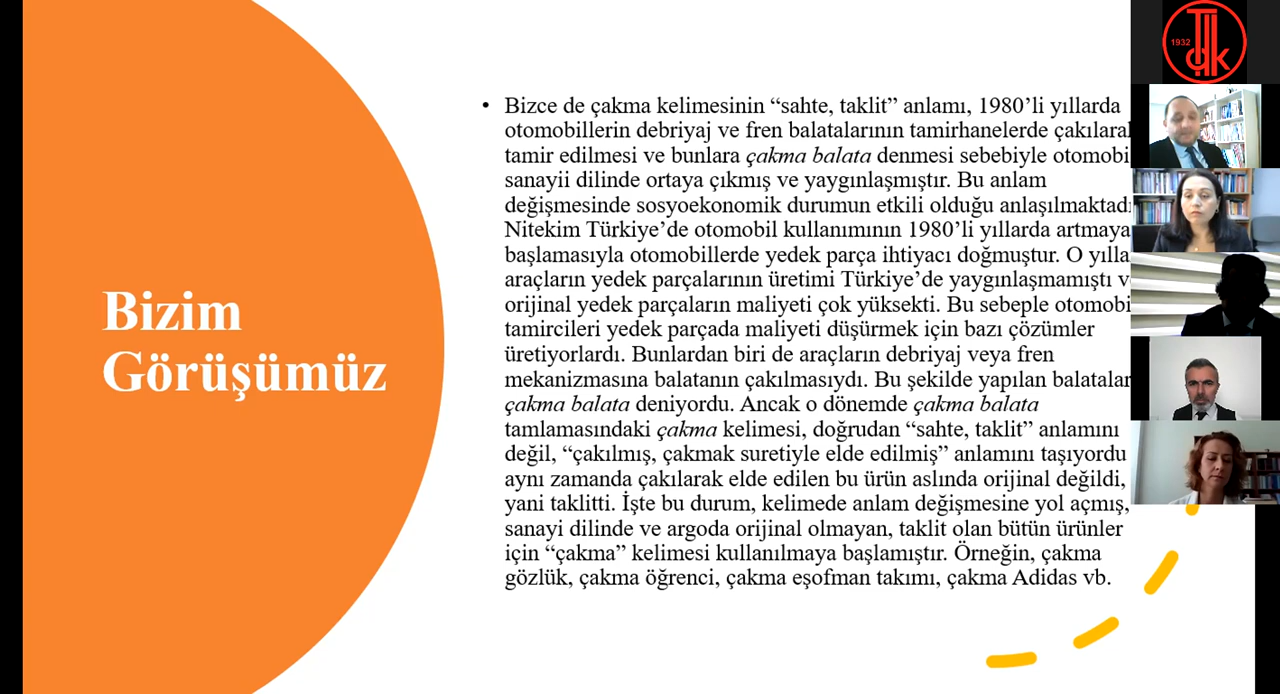 Bizim
Görüşümüz
• Bizce de çakma kelimesinin “sahte, taklit” anlamı, 1980’li yıllarda
otomobillerin debriyaj ve fren balatalarının tamirhanelerde çakılara
tamir edilmesi ve bunlara çakma balata denmesi sebebiyle otomobi
sanayii dilinde ortaya çıkmış ve yaygınlaşmıştır. Bu anlam
değişmesinde sosyoekonomik durumun etkili olduğu anlaşılmaktadı
Nitekim Türkiye’de otomobil kullanımının 1980’li yıllarda artmaya
başlamasıyla otomobillerde yedek parça ihtiyacı doğmuştur. O yılla
araçların yedek parçalarının üretimi Türkiye’de yaygınlaşmamıştı v
orijinal yedek parçaların maliyeti çok yüksekti. Bu sebeple otomobi
tamircileri yedek parçada maliyeti düşürmek için bazı çözümler
üretiyorlardı. Bunlardan biri de araçların debriyaj veya fren
mekanizmasına balatanın çakılmasıydı. Bu şekilde yapılan balatalar
çakma balata deniyordu. Ancak o dönemde çakma balata
tamlamasındaki çakma kelimesi, doğrudan “sahte, taklit” anlamını
değil, “çakılmış, çakmak suretiyle elde edilmiş” anlamını taşıyordu
aynı zamanda çakılarak elde edilen bu ürün aslında orijinal değildi,
yani taklitti. İşte bu durum, kelimede anlam değişmesine yol açmış,
sanayi dilinde ve argoda orijinal olmayan, taklit olan bütün ürünler
için “çakma” kelimesi kullanılmaya başlamıştır. Örneğin, çakma
gözlük, çakma öğrenci, çakma eşofman takımı, çakma Adidas vb.
1932